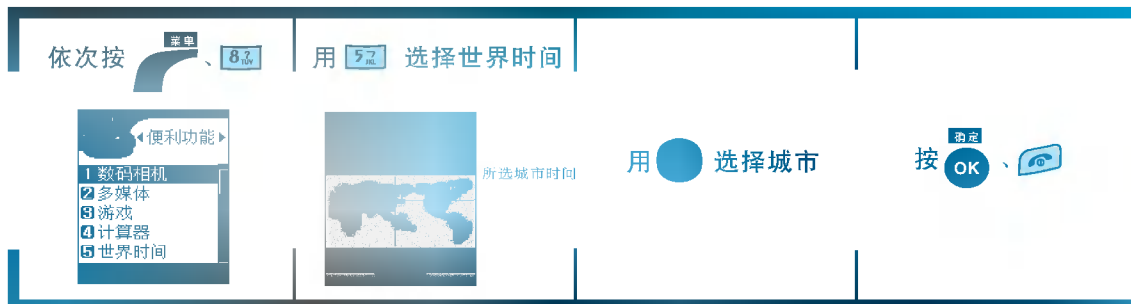 依次按 菜单 、 8 TUV
便利功能
1 数码相机
2 多媒体
3 游戏
4 计算器
5 世界时间
用 5 JKL 选择世界时间
所选城市时间
用 选择城市
按 确定 OK 、